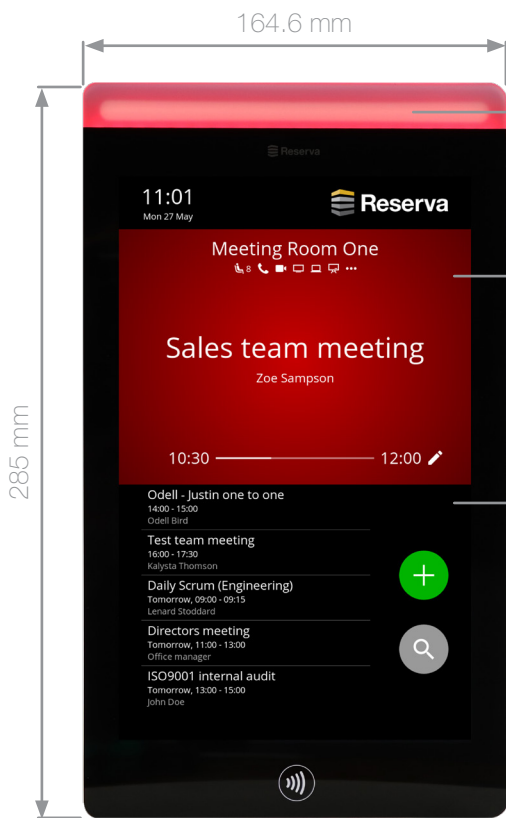 164.6 mm
285 mm
Reserva
11:01
Mon 27 May
Reserva
Meeting Room One
8
Sales team meeting
Zoe Sampson
10:30 12:00
Odell - Justin one to one
14:00 - 15:00
Odell Bird
Test team meeting
16:00 - 17:30
Kalysta Thomson
Daily Scrum (Engineering)
Tomorrow, 09:00 - 09:15
Lenard Stoddard
Directors meeting
Tomorrow, 11:00 - 13:00
Office manager
ISO9001 internal audit
Tomorrow, 13:00 - 15:00
John Doe